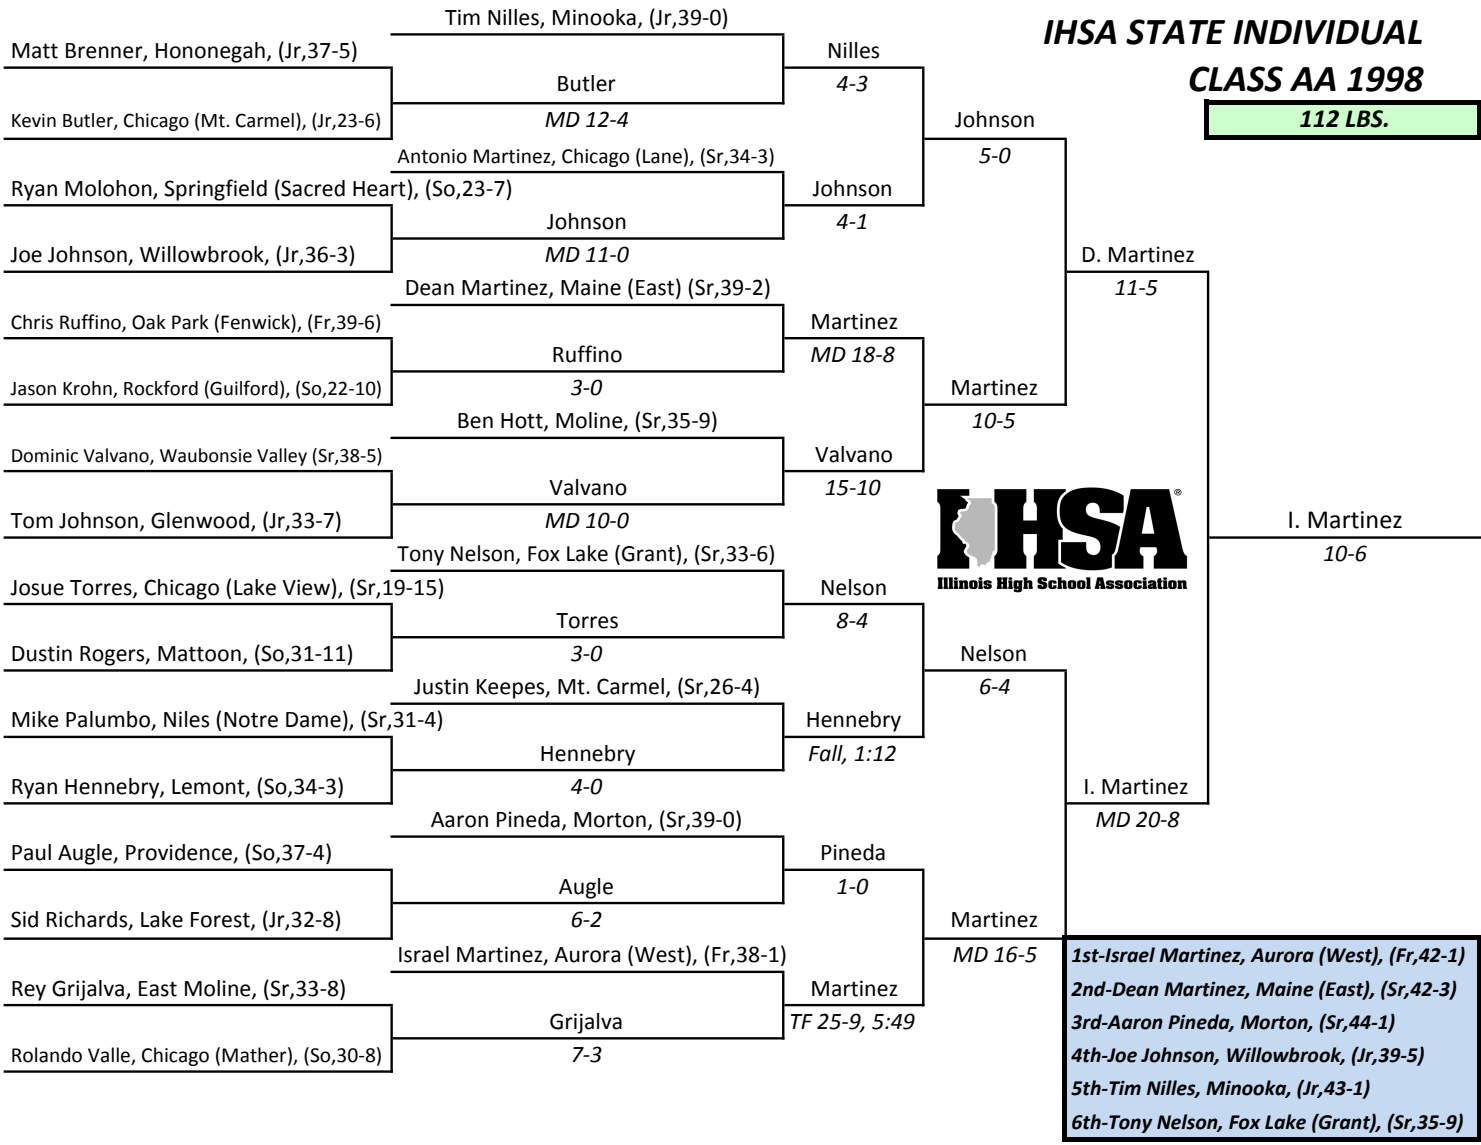 Tim Nilles, Minooka, (Jr,39-0)
IHSA STATE INDIVIDUAL
CLASS AA 1998
112 LBS.
Matt Brenner, Hononegah, (Jr,37-5)
Nilles
4-3
Butler
MD 12-4
Kevin Butler, Chicago (Mt. Carmel), (Jr,23-6)
Johnson
5-0
Antonio Martinez, Chicago (Lane), (Sr,34-3)
Ryan Molohon, Springfield (Sacred Heart), (So,23-7)
Johnson
4-1
Johnson
MD 11-0
Joe Johnson, Willowbrook, (Jr,36-3)
D. Martinez
11-5
Dean Martinez, Maine (East) (Sr,39-2)
Chris Ruffino, Oak Park (Fenwick), (Fr,39-6)
Martinez
MD 18-8
Ruffino
3-0
Jason Krohn, Rockford (Guilford), (So,22-10)
Martinez
10-5
Ben Hott, Moline, (Sr,35-9)
Dominic Valvano, Waubonsie Valley (Sr,38-5)
Valvano
15-10
Valvano
MD 10-0
Tom Johnson, Glenwood, (Jr,33-7)
IHSA®
Illinois High School Association
I. Martinez
10-6
Tony Nelson, Fox Lake (Grant), (Sr,33-6)
Josue Torres, Chicago (Lake View), (Sr,19-15)
Nelson
8-4
Torres
3-0
Dustin Rogers, Mattoon, (So,31-11)
Nelson
6-4
Justin Keepes, Mt. Carmel, (Sr,26-4)
Mike Palumbo, Niles (Notre Dame), (Sr,31-4)
Hennebry
Fall, 1:12
Hennebry
4-0
Ryan Hennebry, Lemont, (So,34-3)
I. Martinez
MD 20-8
Aaron Pineda, Morton, (Sr,39-0)
Paul Augle, Providence, (So,37-4)
Pineda
1-0
Augle
6-2
Sid Richards, Lake Forest, (Jr,32-8)
Martinez
MD 16-5
Israel Martinez, Aurora (West), (Fr,38-1)
Rey Grijalva, East Moline, (Sr,33-8)
Martinez
TF 25-9, 5:49
Grijalva
7-3
Rolando Valle, Chicago (Mather), (So,30-8)
1st-Israel Martinez, Aurora (West), (Fr,42-1)
2nd-Dean Martinez, Maine (East), (Sr,42-3)
3rd-Aaron Pineda, Morton, (Sr,44-1)
4th-Joe Johnson, Willowbrook, (Jr,39-5)
5th-Tim Nilles, Minooka, (Jr,43-1)
6th-Tony Nelson, Fox Lake (Grant), (Sr,35-9)